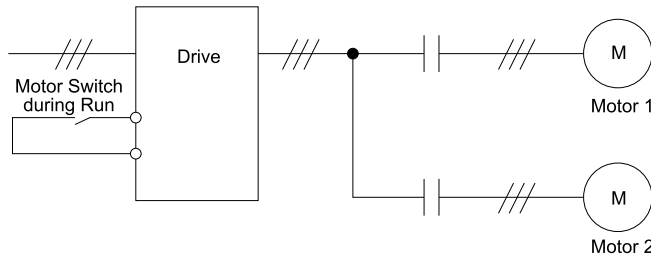 Drive
Motor Switch
during Run
M
Motor 1
M
Motor 2